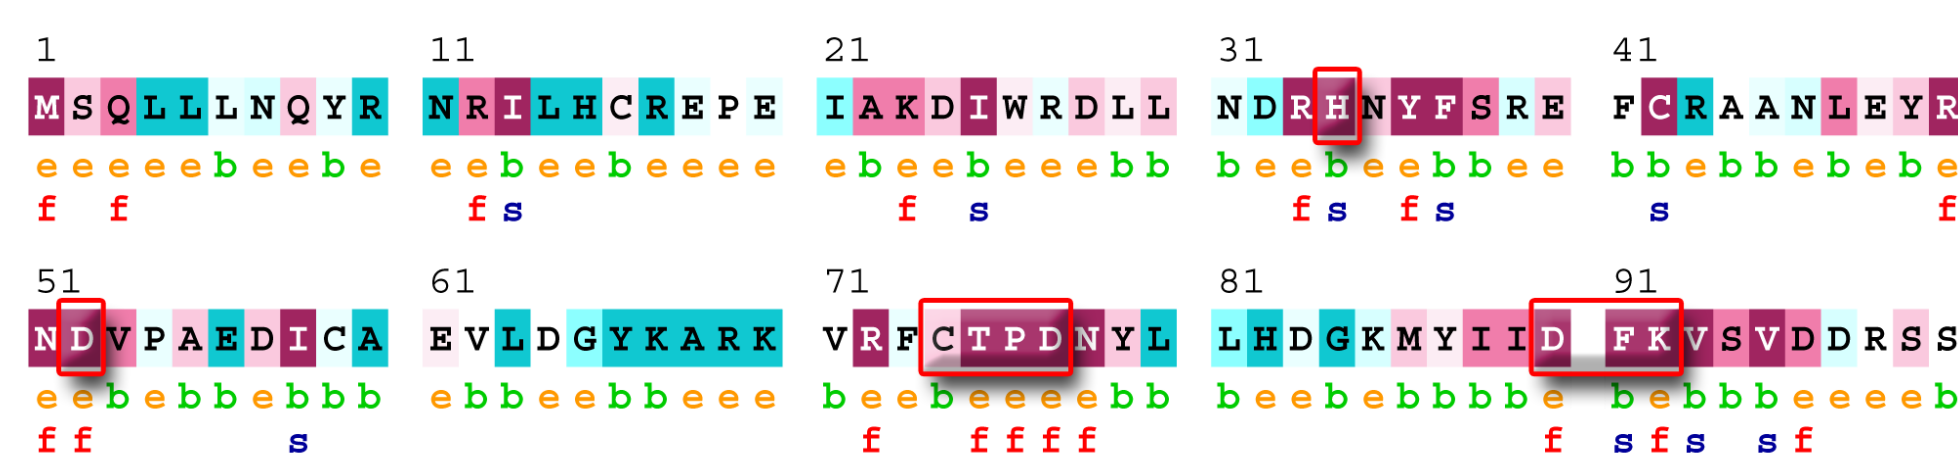 1 11 21 31 41
MSQLLLNQYR NRILHCREPE IAKDIWRDLL NDRHNYFSRE FCRAANLEYR
eeeeebeebe eebeebeeee ebeebeeebb beebeebbee bbebbebebe
f f f s f s f s f s s f
51 61 71 81 91
NDVPAEDICA EVLDGYKARK VRFCTPDNYL LHDGKMYIID FKVSVDDRSS
eebebbebbb ebbeebbeee beebeeeebb beebebbbbe bebbbeeeeb
f f s f f f f f f s f s s f